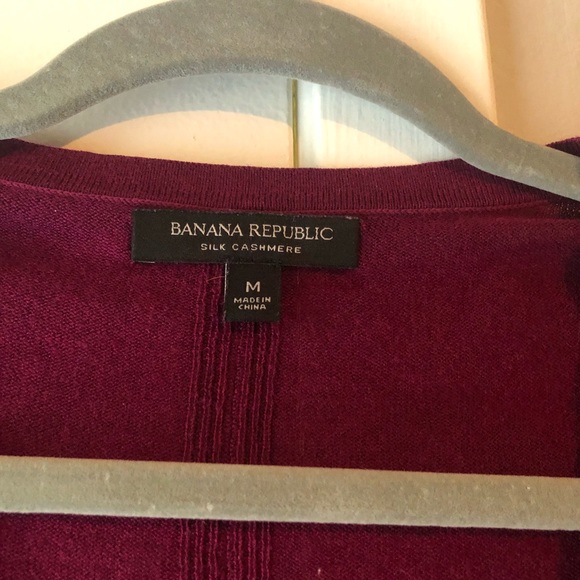 BANANA REPUBLIC
SILK CASHMERE
M
MADE IN
CHINA